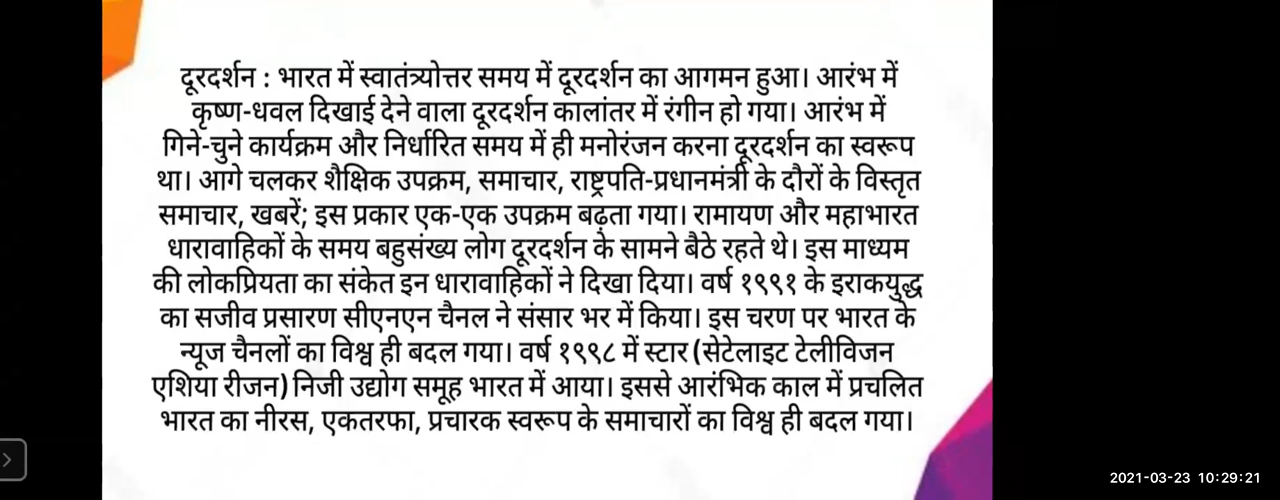 दूरदर्शन : भारत में स्वातंत्र्योत्तर समय में दूरदर्शन का आगमन हुआ। आरंभ में
कृष्ण-धवल दिखाई देने वाला दूरदर्शन कालांतर में रंगीन हो गया। आरंभ में
गिने-चुने कार्यक्रम और निर्धारित समय में ही मनोरंजन करना दूरदर्शन का स्वरूप
था। आगे चलकर शैक्षिक उपक्रम, समाचार, राष्ट्रपति-प्रधानमंत्री के दौरों के विस्तृत
समाचार, खबरें; इस प्रकार एक-एक उपक्रम बढ़ता गया। रामायण और महाभारत
धारावाहिकों के समय बहुसंख्य लोग दूरदर्शन के सामने बैठे रहते थे। इस माध्यम
की लोकप्रियता का संकेत इन धारावाहिकों ने दिखा दिया। वर्ष १९९१ के इराकयुद्ध
का सजीव प्रसारण सीएनएन चैनल ने संसार भर में किया। इस चरण पर भारत के
न्यूज चैनलों का विश्व ही बदल गया। वर्ष १९९८ में स्टार (सेटेलाइट टेलीविजन
एशिया रीजन) निजी उद्योग समूह भारत में आया। इससे आरंभिक काल में प्रचलित
भारत का नीरस, एकतरफा, प्रचारक स्वरूप के समाचारों का विश्व ही बदल गया।
2021-03-23 10:29:21